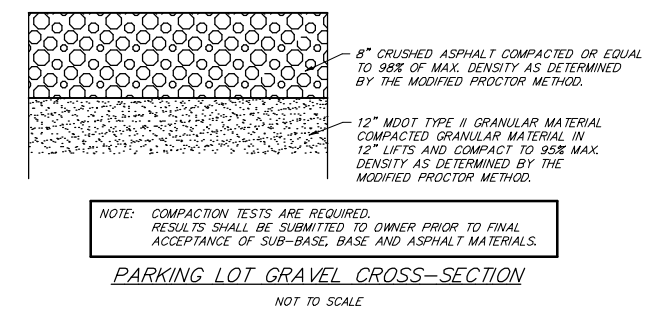 8" CRUSHED ASPHALT COMPACTED OR EQUAL
TO 98% OF MAX. DENSITY AS DETERMINED
BY THE MODIFIED PROCTOR METHOD.
12" MDOT TYPE II GRANULAR MATERIAL
COMPACTED GRANULAR MATERIAL IN
12" LIFTS AND COMPACT TO 95% MAX.
DENSITY AS DETERMINED BY THE
MODIFIED PROCTOR METHOD.
NOTE: COMPACTION TESTS ARE REQUIRED.
RESULTS SHALL BE SUBMITTED TO OWNER PRIOR TO FINAL
ACCEPTANCE OF SUB-BASE, BASE AND ASPHALT MATERIALS.
PARKING LOT GRAVEL CROSS-SECTION
NOT TO SCALE